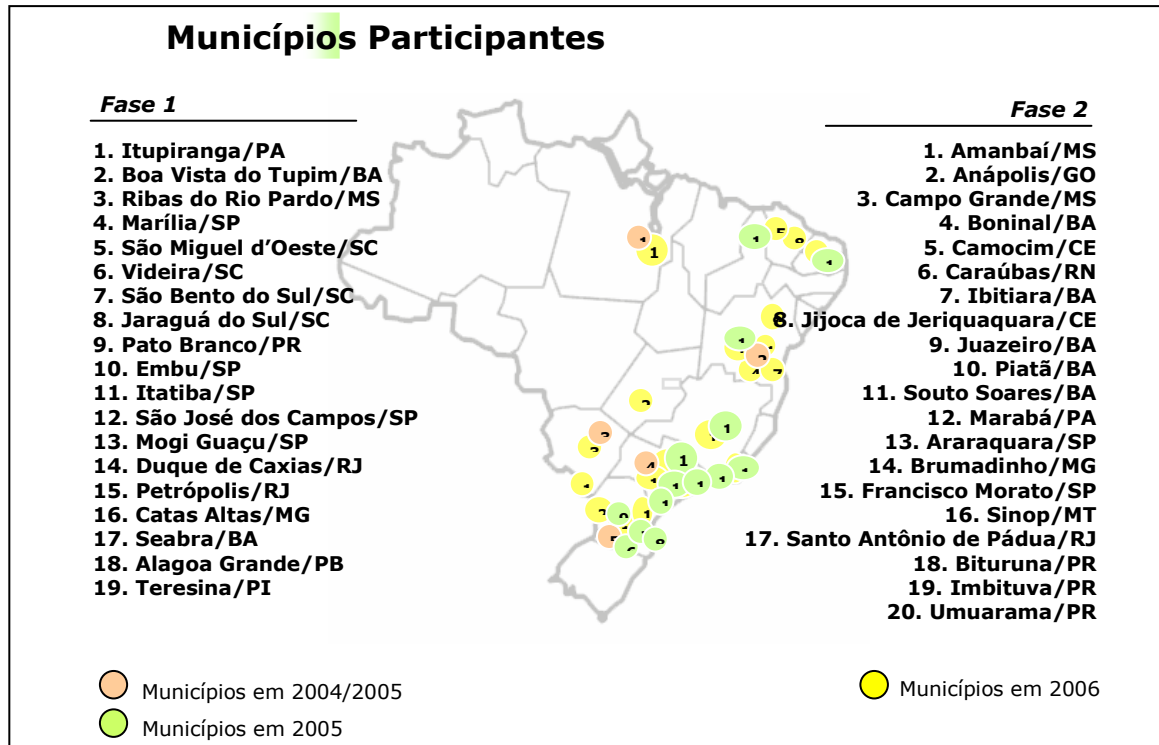 Municípios Participantes
Fase 1
1. Itupiranga/PA
2. Boa Vista do Tupim/BA
3. Ribas do Rio Pardo/MS
4. Marília/SP
5. São Miguel d’Oeste/SC
6. Videira/SC
7. São Bento do Sul/SC
8. Jaraguá do Sul/SC
9. Pato Branco/PR
10. Embu/SP
11. Itatiba/SP
12. São José dos Campos/SP
13. Mogi Guaçu/SP
14. Duque de Caxias/RJ
15. Petrópolis/RJ
16. Catas Altas/MG
17. Seabra/BA
18. Alagoa Grande/PB
19. Teresina/PI
Fase 2
1. Amanbaí/MS
2. Anápolis/GO
3. Campo Grande/MS
4. Boninal/BA
5. Camocim/CE
6. Caraúbas/RN
7. Ibitiara/BA
8. Jijoca de Jeriquaquara/CE
9. Juazeiro/BA
10. Piatã/BA
11. Souto Soares/BA
12. Marabá/PA
13. Araraquara/SP
14. Brumadinho/MG
15. Francisco Morato/SP
16. Sinop/MT
17. Santo Antônio de Pádua/RJ
18. Bituruna/PR
19. Imbituva/PR
20. Umuarama/PR
Municípios em 2004/2005
Municípios em 2005
Municípios em 2006